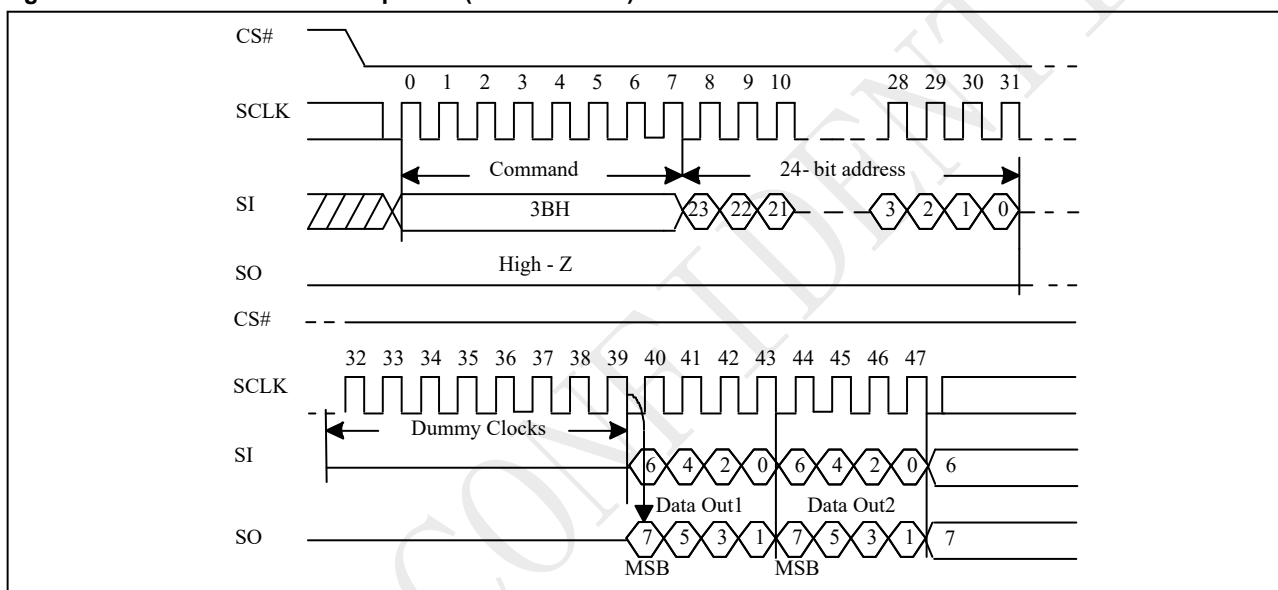 CS#
0 1 2 3 4 5 6 7 8 9 10 28 29 30 31
SCLK
Command 24- bit address
SI 3BH 23 22 21 3 2 1 0
High - Z
SO
CS#
32 33 34 35 36 37 38 39 40 41 42 43 44 45 46 47
SCLK
Dummy Clocks
SI 6 4 2 0 6 4 2 0 6
Data Out1 Data Out2
SO 7 5 3 1 7 5 3 1 7
MSB MSB